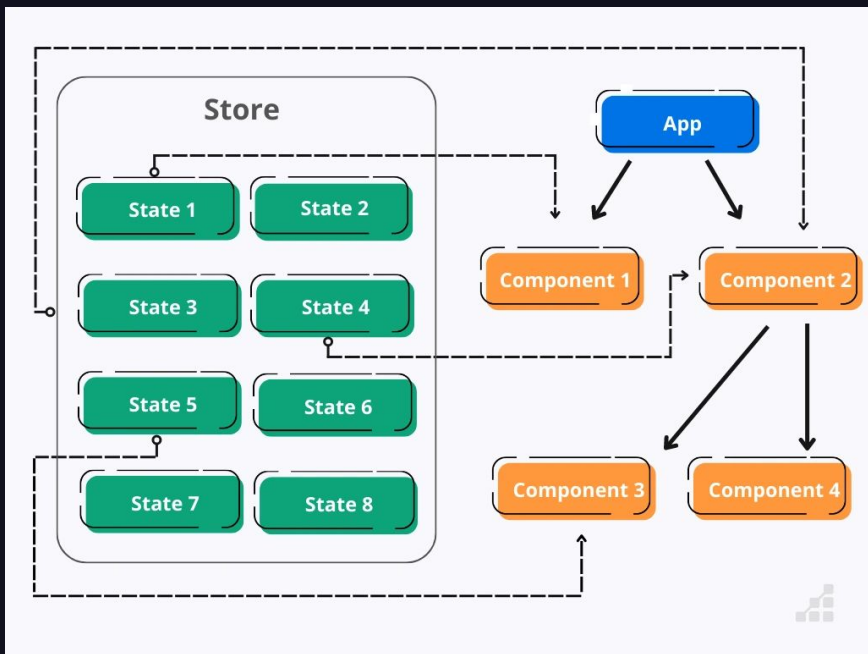 Store
App
State 1
State 2
Component 1
Component 2
State 3
State 4
State 5
State 6
Component 3
Component 4
State 7
State 8